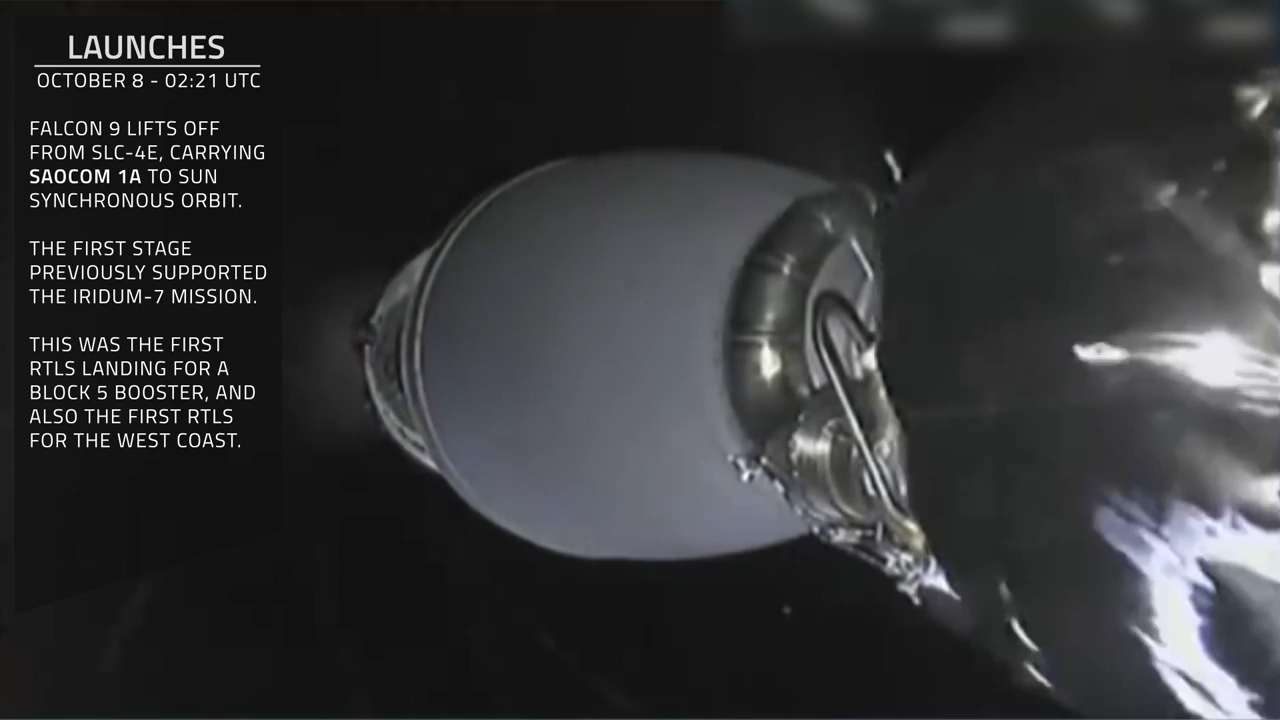 LAUNCHES
OCTOBER 8 - 02:21 UTC
FALCON 9 LIFTS OFF
FROM SLC-4E, CARRYING
SAOCOM 1A TO SUN
SYNCHRONOUS ORBIT.
THE FIRST STAGE
PREVIOUSLY SUPPORTED
THE IRIDUM-7 MISSION.
THIS WAS THE FIRST
RTLS LANDING FOR A
BLOCK 5 BOOSTER, AND
ALSO THE FIRST RTLS
FOR THE WEST COAST.